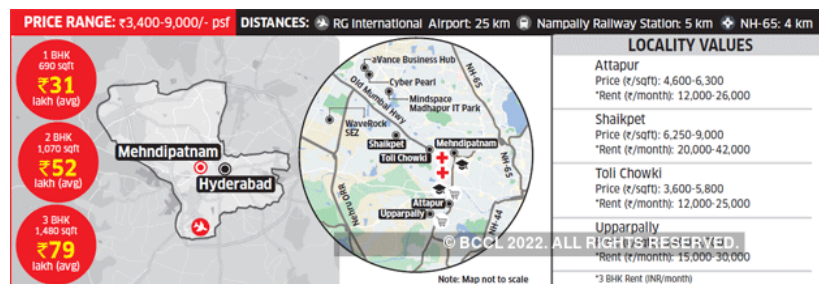 PRICE RANGE: ₹3,400-9,000/- psf DISTANCES: RG International Airport: 25 km Nampally Railway Station: 5 km NH-65: 4 km
1 BHK
690 sqft
₹31
lakh (avg)
2 BHK
1,070 sqft
₹52
lakh (avg)
3 BHK
1,480 sqft
₹79
lakh (avg)
Mehndipatnam
Hyderabad
aVance Business Hub
Cyber Pearl
Mindspace
Madhapur IT Park
Old Mumbai Hwy
NH-65
WaveRock
SEZ
Shaikpet
Mehndipatnam
Toli Chowki
NH-65
Attapur
Upparpally
Nehru ORR
NH-44
Note: Map not to scale
LOCALITY VALUES
Attapur
Price (₹/sqft): 4,600-6,300
*Rent (₹/month): 12,000-26,000
Shaikpet
Price (₹/sqft): 6,250-9,000
*Rent (₹/month): 20,000-42,000
Toli Chowki
Price (₹/sqft): 3,600-5,800
*Rent (₹/month): 12,000-25,000
Upparpally
*Rent (₹/month): 15,000-30,000
*3 BHK Rent (INR/month)
© BCCL 2022. ALL RIGHTS RESERVED.